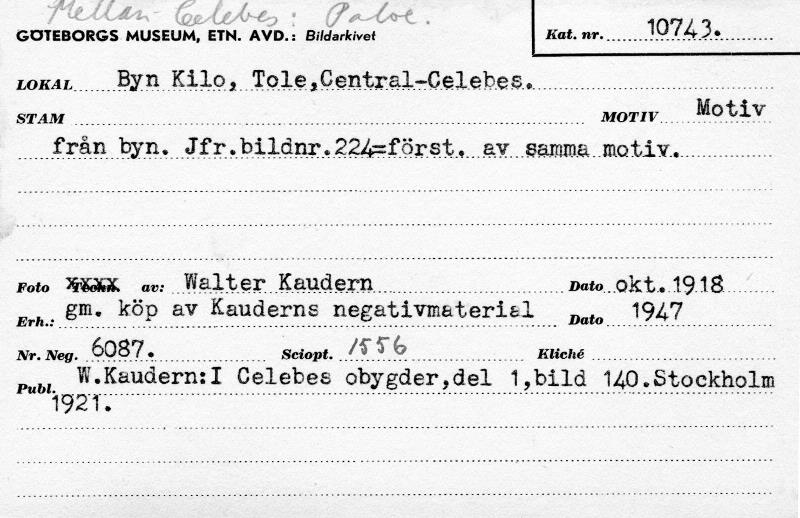 Mellan-Celebes: Paloe.
GÖTEBORGS MUSEUM, ETN. AVD.: Bildarkivet
Kat. nr. 10743.
LOKAL Byn Kilo, Tole,Central-Celebes.
STAM MOTIV Motiv
från byn. Jfr.bildnr.224=först. av samma motiv.
Foto Techn. av: Walter Kaudern Dato okt.1918
Erh.: gm. köp av Kauderns negativmaterial Dato 1947
Nr. Neg. 6087. Sciopt. 1556 Kliché
Publ. W.Kaudern:I Celebes obygder,del 1,bild 140.Stockholm
1921.